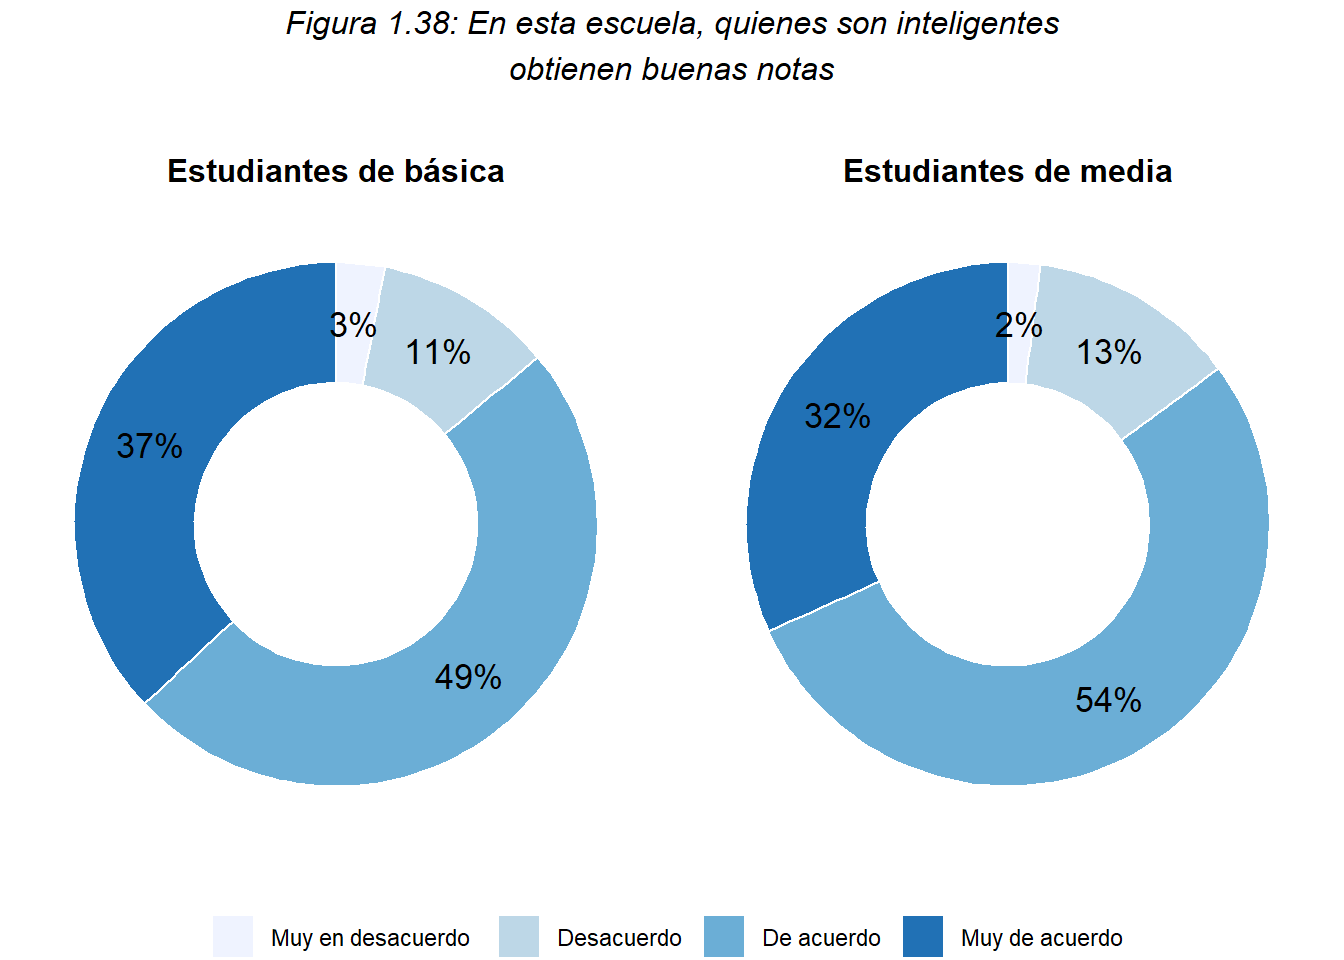 Figura 1.38: En esta escuela, quienes son inteligentes
obtienen buenas notas
Estudiantes de básica
Estudiantes de media
3%
11%
37%
49%
2%
13%
32%
54%
Muy en desacuerdo
Desacuerdo
De acuerdo
Muy de acuerdo